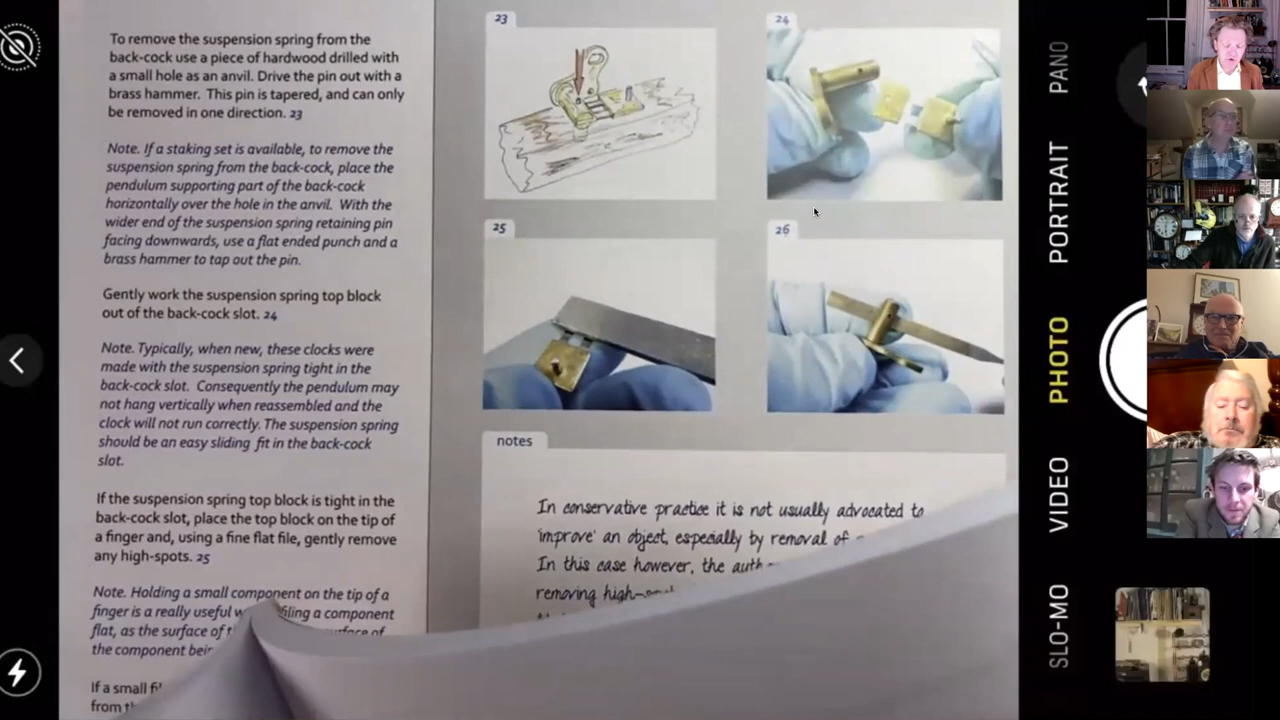 To remove the suspension spring from the
back-cock use a piece of hardwood drilled with
a small hole as an anvil. Drive the pin out with a
brass hammer. This pin is tapered, and can only
be removed in one direction. 23
Note. If a staking set is available, to remove the
suspension spring from the back-cock, place the
pendulum supporting part of the back-cock
horizontally over the hole in the anvil. With the
wider end of the suspension spring retaining pin
facing downwards, use a flat ended punch and a
brass hammer to tap out the pin.
Gently work the suspension spring top block
out of the back-cock slot. 24
Note. Typically, when new, these clocks were
made with the suspension spring tight in the
back-cock slot. Consequently the pendulum may
not hang vertically when reassembled and the
clock will not run correctly. The suspension spring
should be an easy sliding fit in the back-cock
slot.
If the suspension spring top block is tight in the
back-cock slot, place the top block on the tip of
a finger and, using a fine flat file, gently remove
any high-spots. 25
Note. Holding a small component on the tip of a
finger is a really useful filing a component
flat, as the surface of surface of
the component
If a small
from
23
24
25
26
notes
In conservative practice it is not usually advocated to
'improve' an object, especially by removal of
In this case however, the
removing
PANO
PORTRAIT
PHOTO
VIDEO
SLO-MO